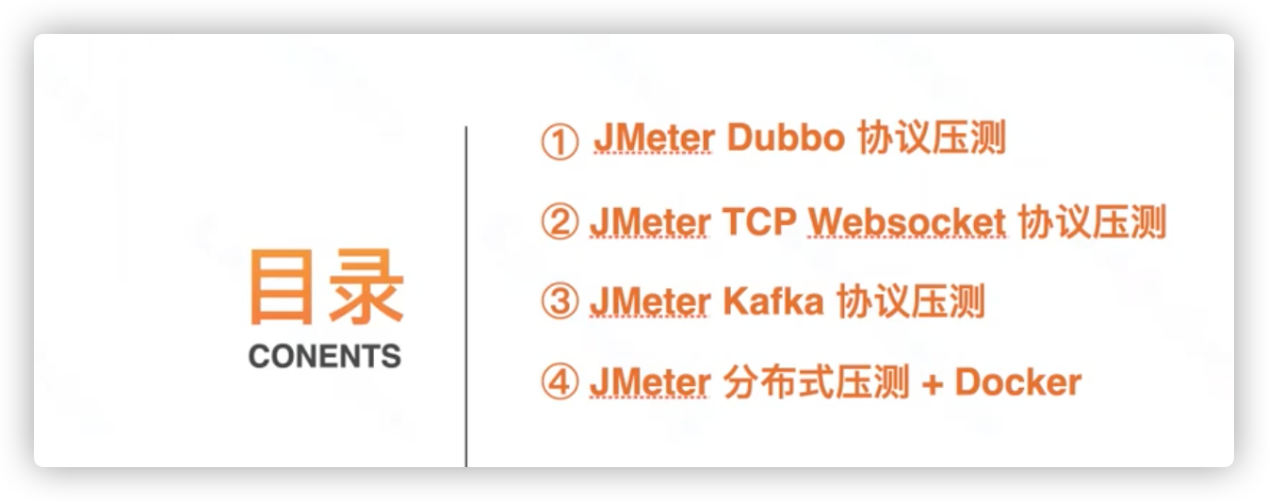 目录
CONENTS
① JMeter Dubbo 协议压测
② JMeter TCP Websocket 协议压测
③ JMeter Kafka 协议压测
④ JMeter 分布式压测 + Docker